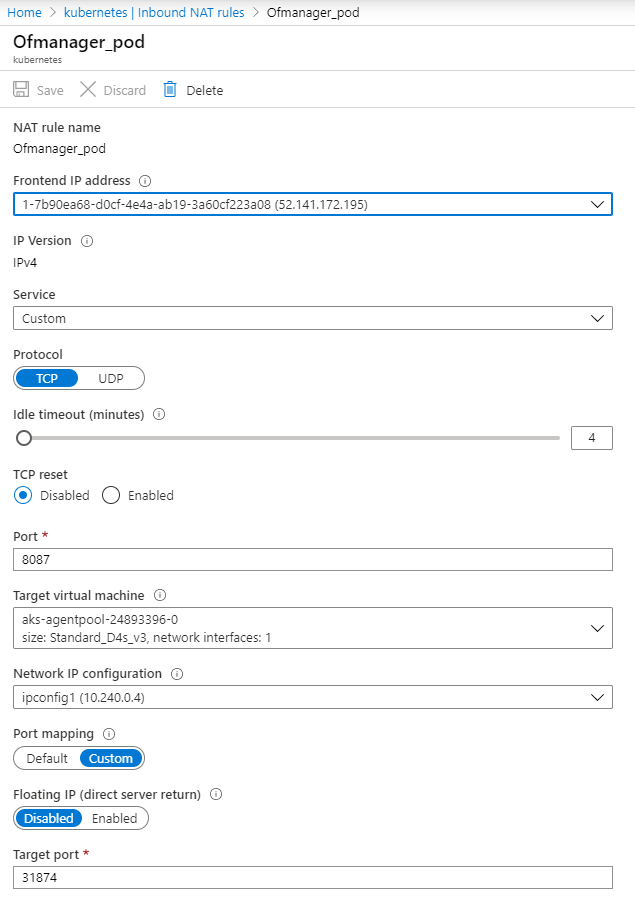 Home > kubernetes | Inbound NAT rules > Ofmanager_pod
Ofmanager_pod
kubernetes
Save Discard Delete
NAT rule name
Ofmanager_pod
Frontend IP address
1-7b90ea68-d0cf-4e4a-ab19-3a60cf223a08 (52.141.172.195)
IP Version
IPv4
Service
Custom
Protocol
TCP UDP
Idle timeout (minutes)
4
TCP reset
Disabled Enabled
Port *
8087
Target virtual machine
aks-agentpool-24893396-0
size: Standard_D4s_v3, network interfaces: 1
Network IP configuration
ipconfig1 (10.240.0.4)
Port mapping
Default Custom
Floating IP (direct server return)
Disabled Enabled
Target port *
31874